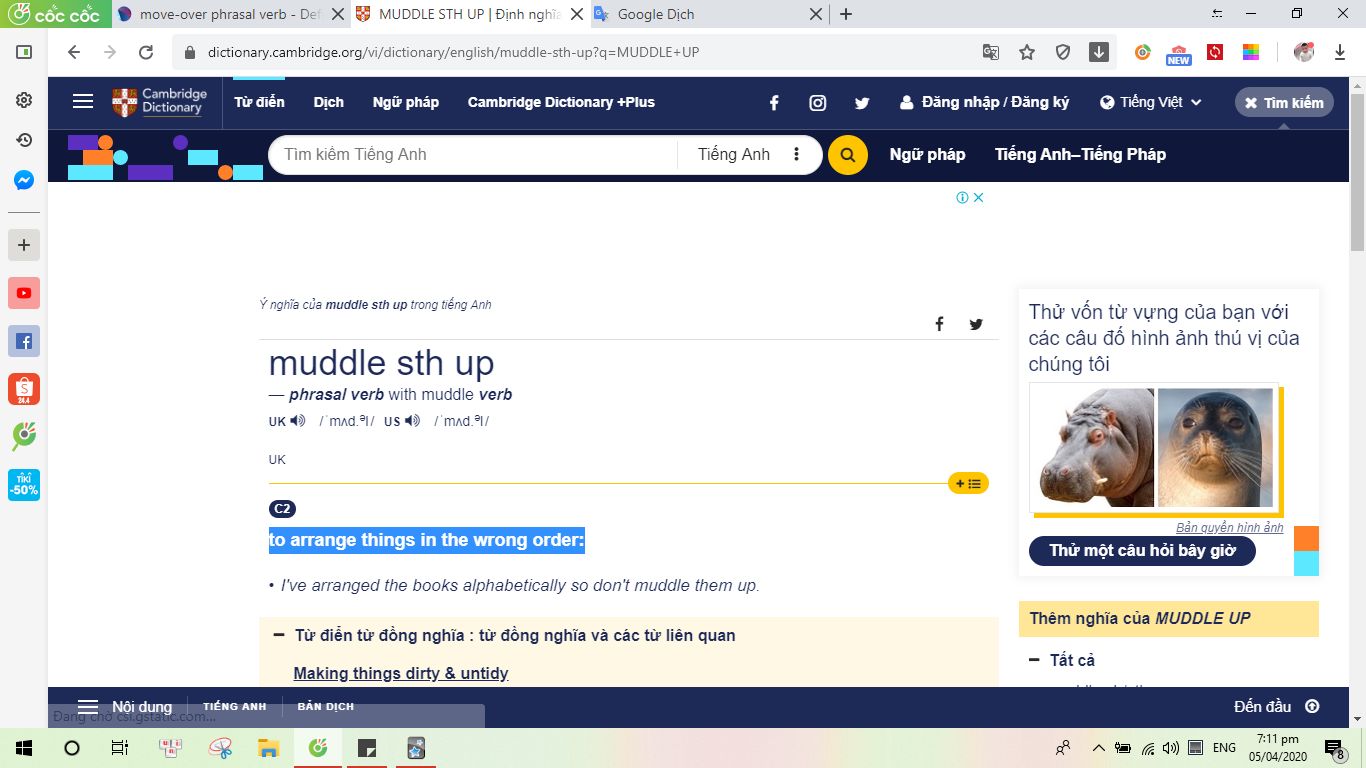 cốc cốc
move-over phrasal verb - Def
MUDDLE STH UP | Định nghĩa
Google Dịch
dictionary.cambridge.org/vi/dictionary/english/muddle-sth-up?q=MUDDLE+UP
NEW
Cambridge
Dictionary
Từ điển
Dịch
Ngữ pháp
Cambridge Dictionary +Plus
Đăng nhập / Đăng ký
Tiếng Việt
Tìm kiếm
Tìm kiếm Tiếng Anh
Tiếng Anh
Ngữ pháp
Tiếng Anh–Tiếng Pháp
Ý nghĩa của muddle sth up trong tiếng Anh
muddle sth up
— phrasal verb with muddle verb
UK /ˈmʌd.ᵊl/ US /ˈmʌd.ᵊl/
UK
C2
to arrange things in the wrong order:
• I've arranged the books alphabetically so don't muddle them up.
Từ điển từ đồng nghĩa : từ đồng nghĩa và các từ liên quan
Making things dirty & untidy
Thử vốn từ vựng của bạn với
các câu đố hình ảnh thú vị của
chúng tôi
Bản quyền hình ảnh
Thử một câu hỏi bây giờ
Thêm nghĩa của MUDDLE UP
Tất cả
24.4
TIKI
-50%
Nội dung
TIẾNG ANH
BẢN DỊCH
Đến đầu
Đang chờ csi.gstatic.com...
ENG
7:11 pm
05/04/2020
8